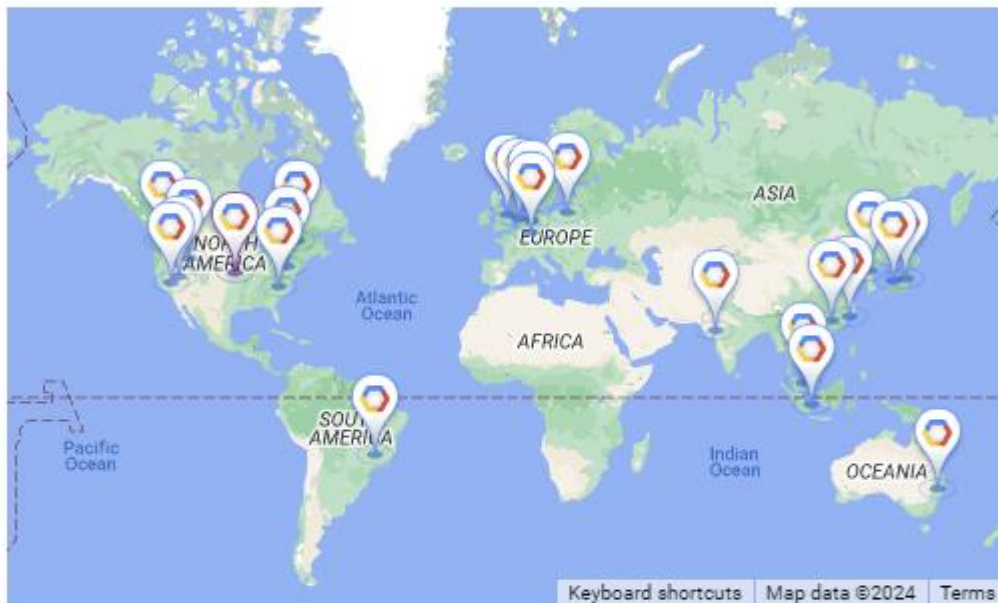 ASIA
EUROPE
NORTH
AMERICA
Atlantic
Ocean
AFRICA
SOUTH
AMERICA
Pacific
Ocean
Indian
Ocean
OCEANIA
Keyboard shortcuts
Map data ©2024
Terms